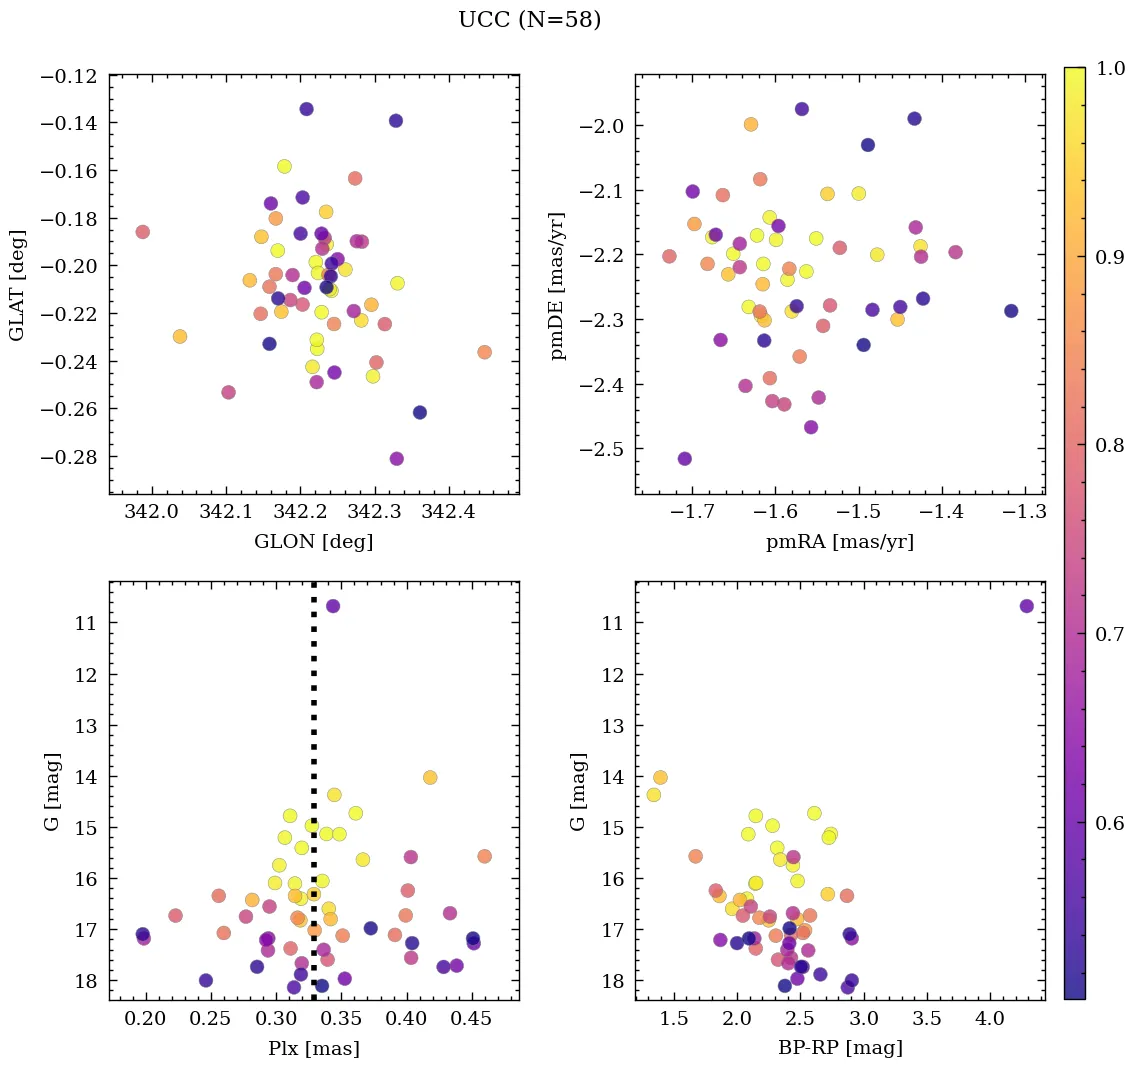 UCC (N=58)
−0.12
−0.14
−0.16
−0.18
−0.20
−0.22
−0.24
−0.26
−0.28
GLAT [deg]
342.0 342.1 342.2 342.3 342.4
GLON [deg]
−2.0
−2.1
−2.2
−2.3
−2.4
−2.5
pmDE [mas/yr]
−1.7 −1.6 −1.5 −1.4 −1.3
pmRA [mas/yr]
11
12
13
14
15
16
17
18
G [mag]
0.20 0.25 0.30 0.35 0.40 0.45
Plx [mas]
11
12
13
14
15
16
17
18
G [mag]
1.5 2.0 2.5 3.0 3.5 4.0
BP-RP [mag]
1.0
0.9
0.8
0.7
0.6